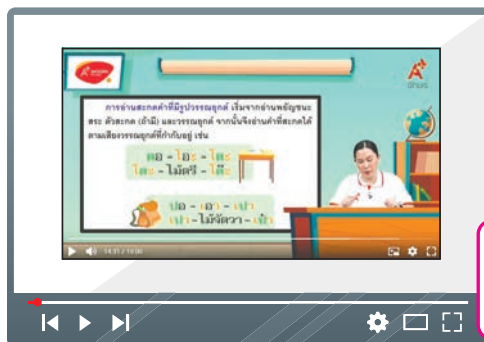 การอ่านสะกดคำที่มีรูปวรรณยุกต์ เริ่มจากอ่านพยัญชนะ
สระ ตัวสะกด (ถ้ามี) และวรรณยุกต์ จากนั้นจึงอ่านคำที่สะกดได้
ตามเสียงวรรณยุกต์ที่กำกับอยู่ เช่น
ตอ - โอะ - โตะ
โตะ - ไม้ตรี - โต๊ะ
ปอ - เอา - เปา
เปา - ไม้จัตวา - เป๋า